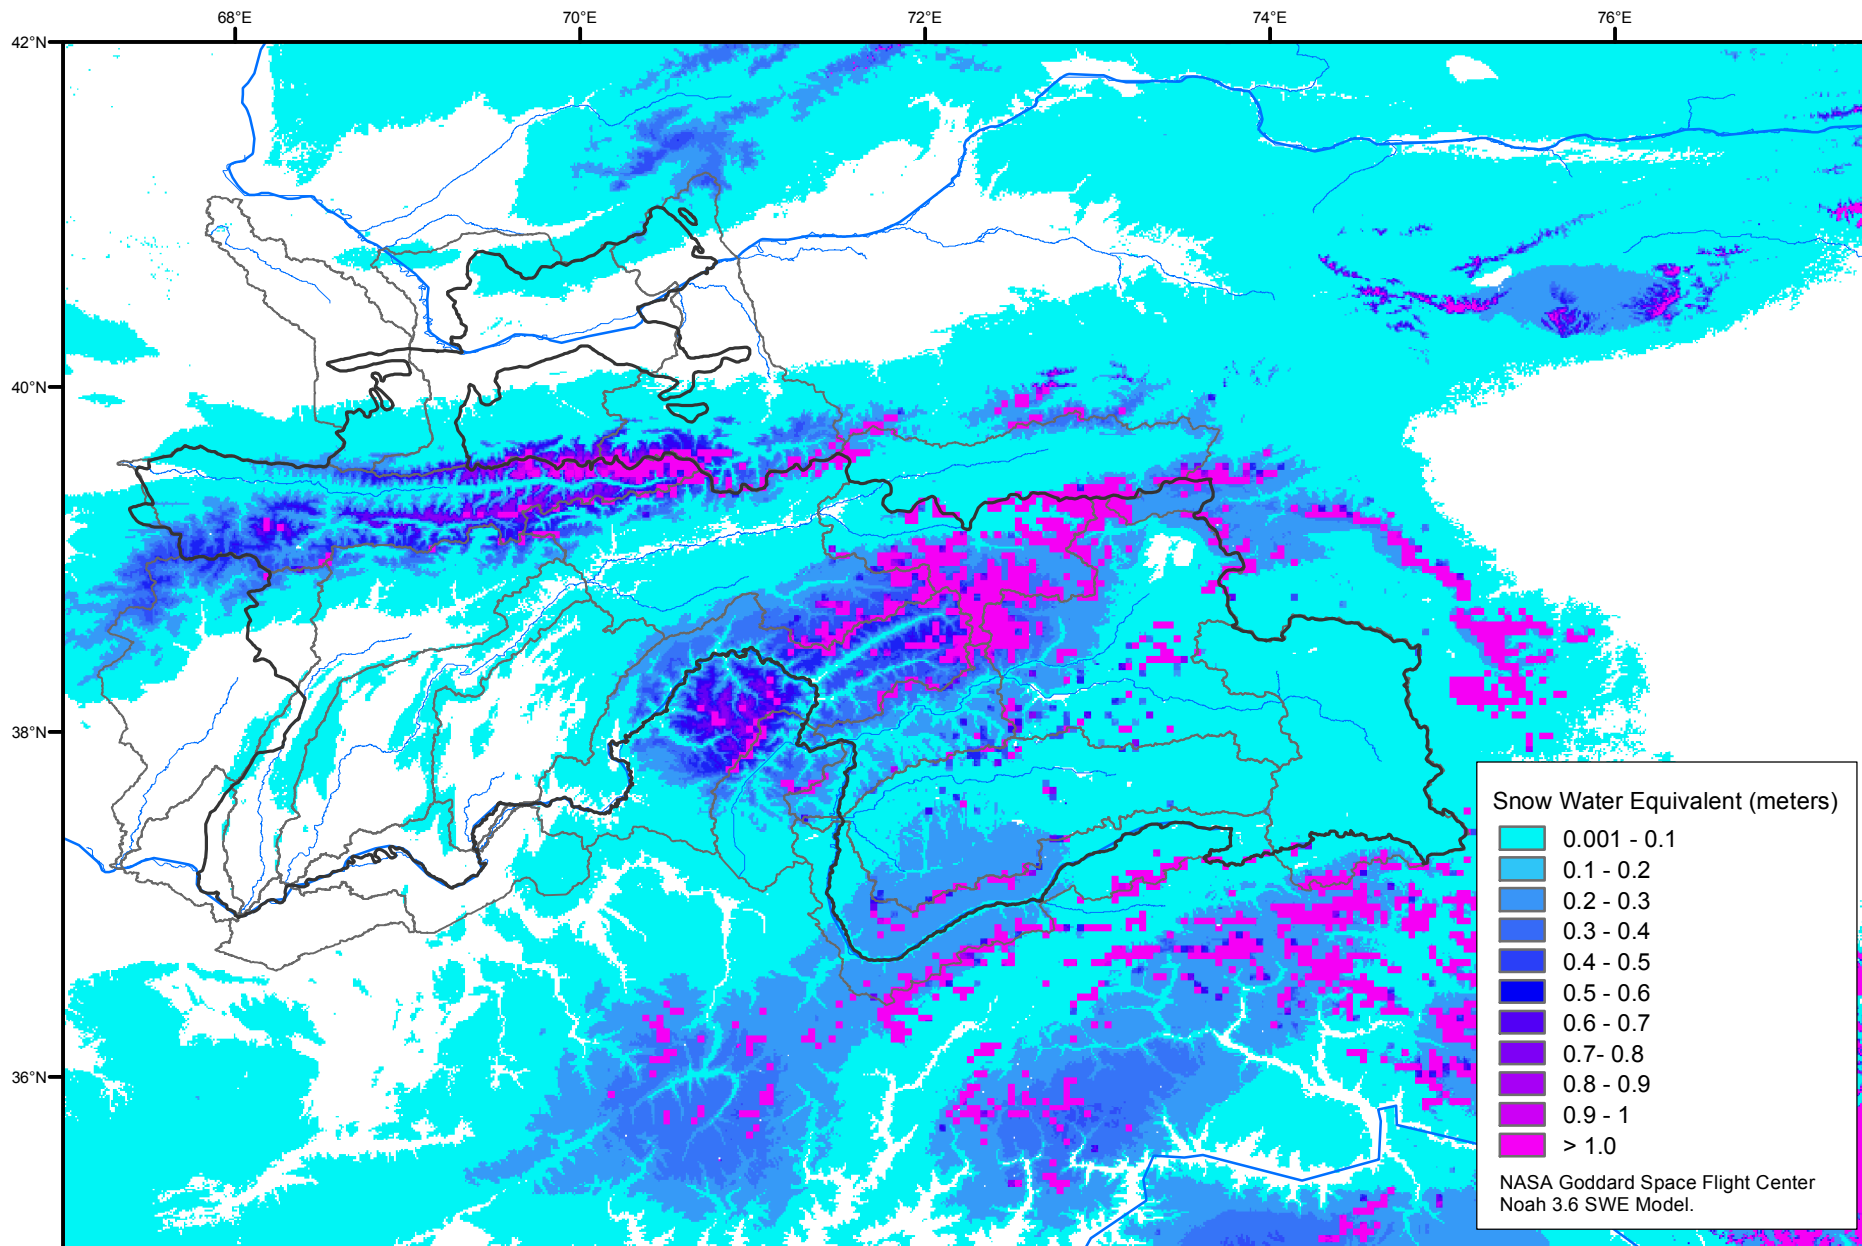 68°E
70°E
72°E
74°E
76°E
42°N
40°N
38°N
36°N
Snow Water Equivalent (meters)
0.001 - 0.1
0.1 - 0.2
0.2 - 0.3
0.3 - 0.4
0.4 - 0.5
0.5 - 0.6
0.6 - 0.7
0.7- 0.8
0.8 - 0.9
0.9 - 1
> 1.0
NASA Goddard Space Flight Center
Noah 3.6 SWE Model.